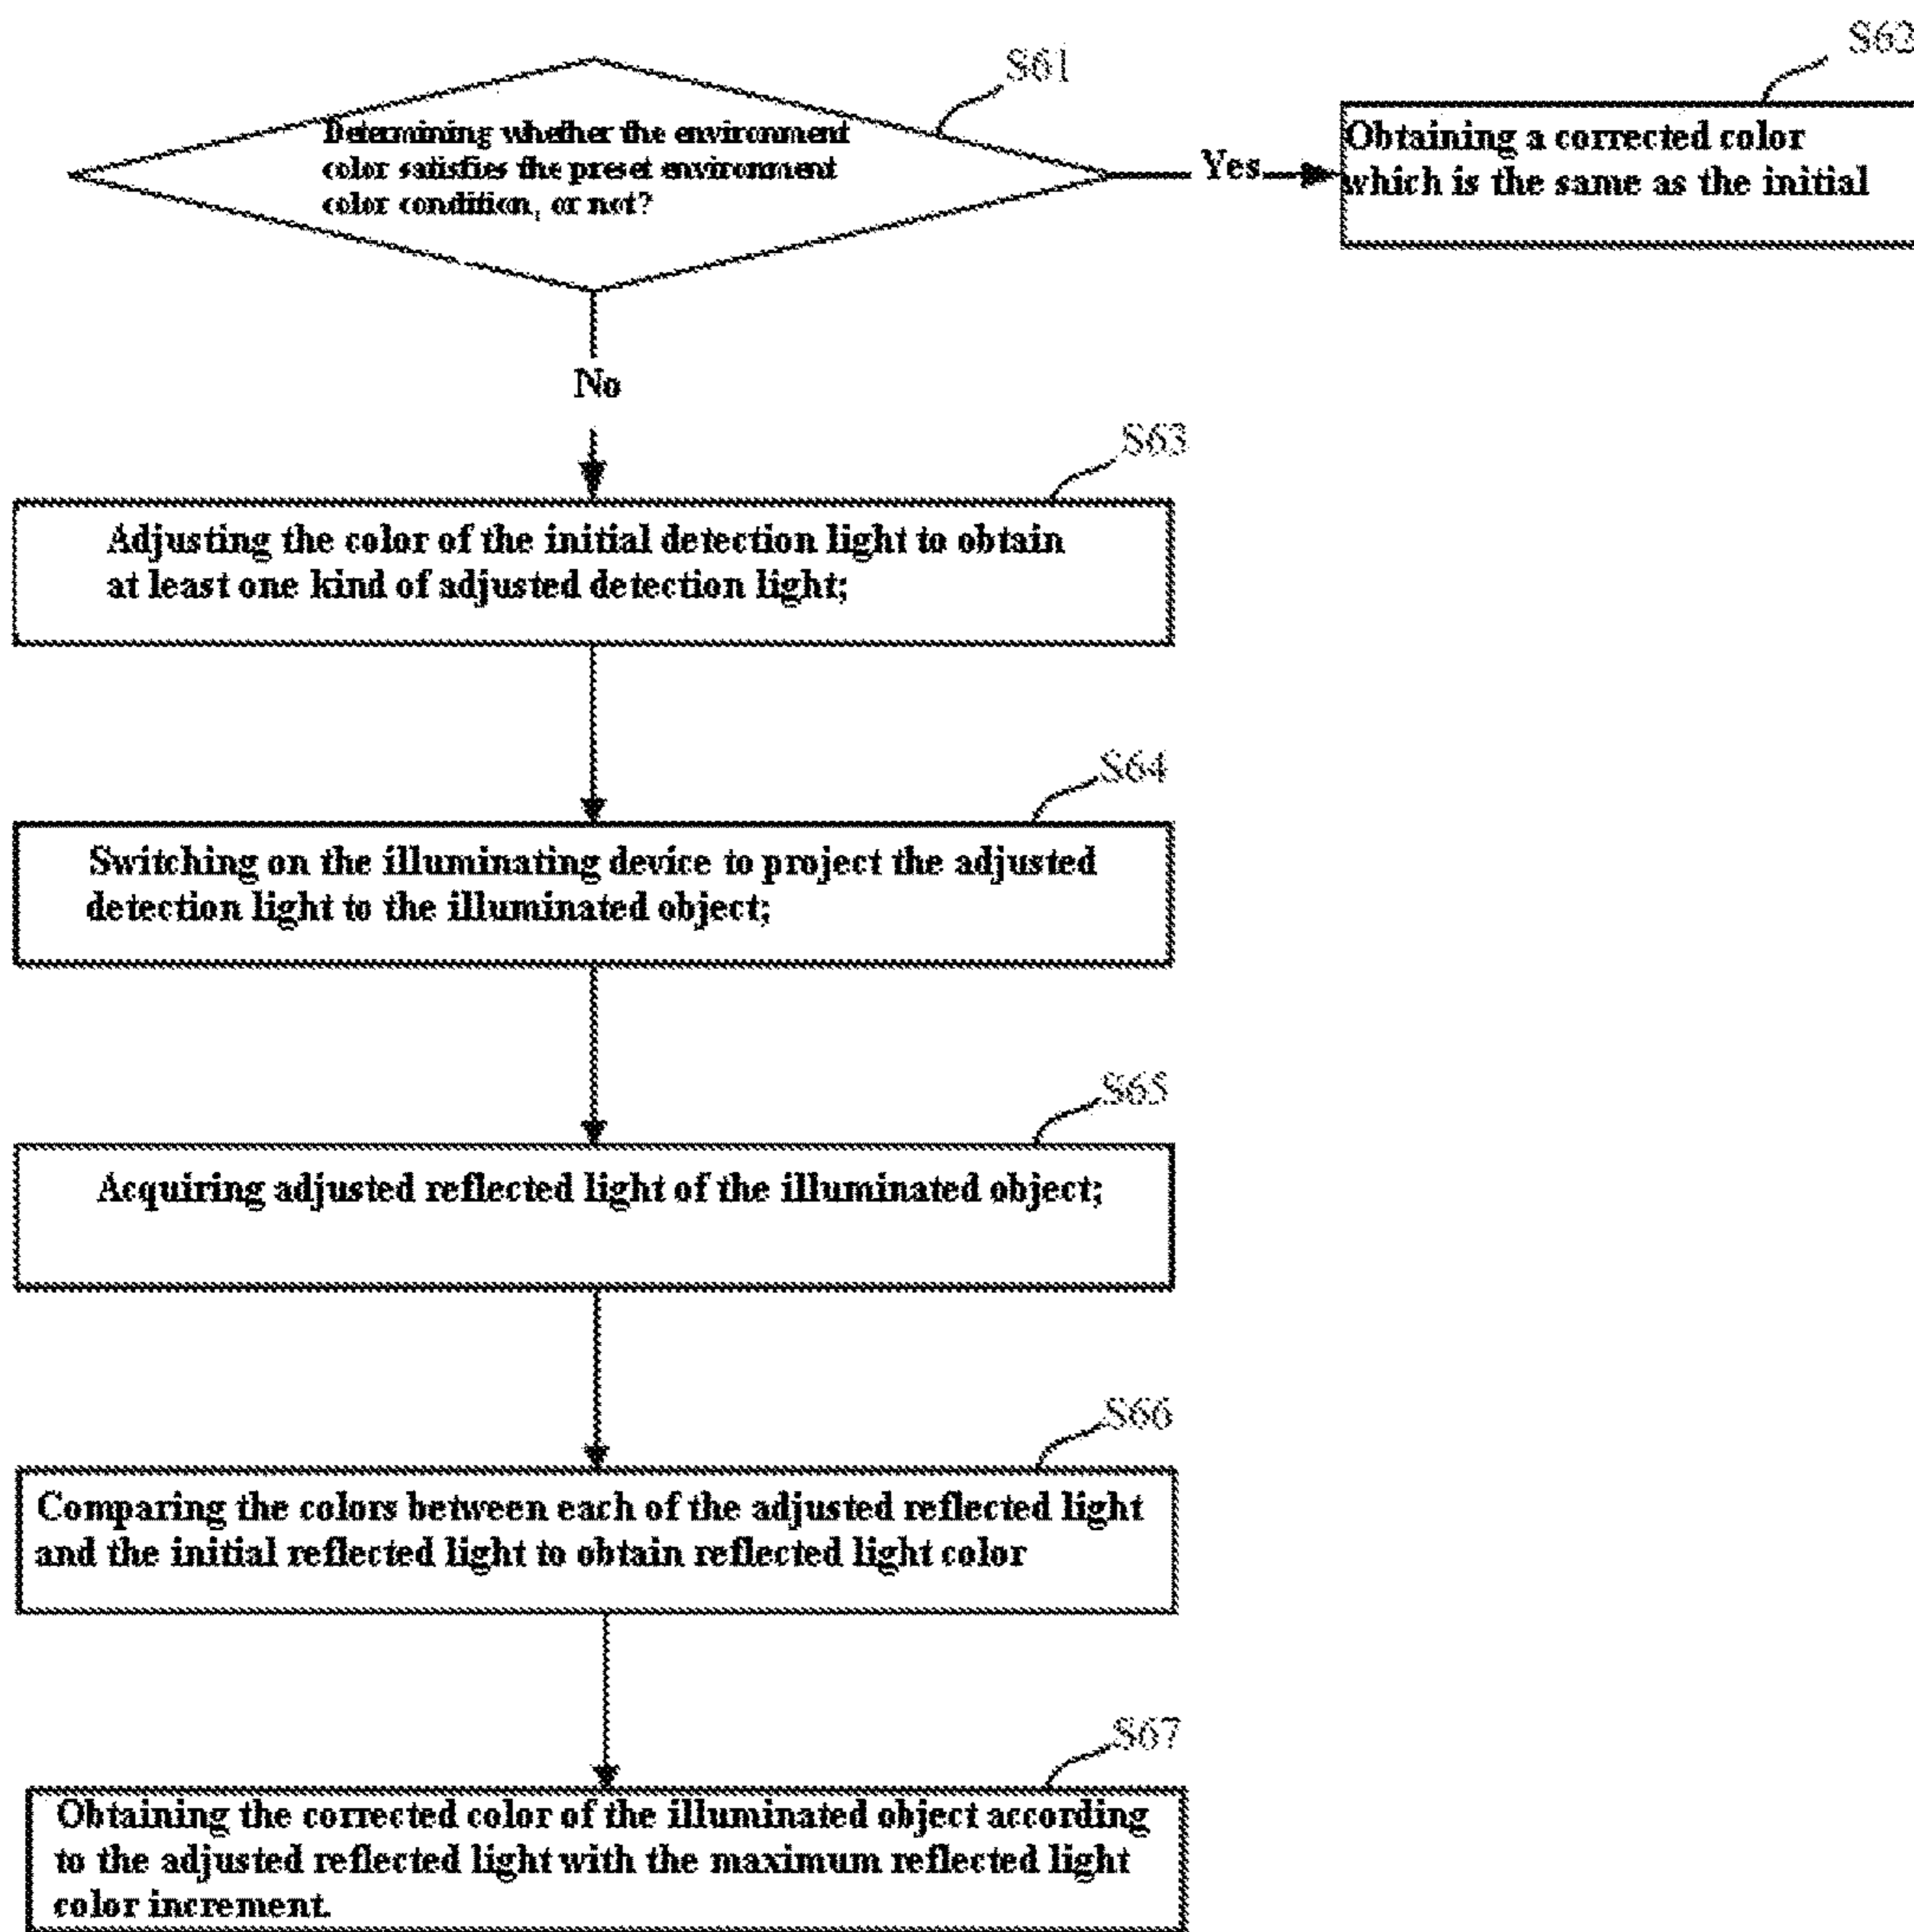 S61
Determining whether the environment
color satisfies the preset environment
color condition, or not?
Yes
S62
Obtaining a corrected color
which is the same as the initial
No
S63
Adjusting the color of the initial detection light to obtain
at least one kind of adjusted detection light;
S64
Switching on the illuminating device to project the adjusted
detection light to the illuminated object;
S65
Acquiring adjusted reflected light of the illuminated object;
S66
Comparing the colors between each of the adjusted reflected light
and the initial reflected light to obtain reflected light color
S67
Obtaining the corrected color of the illuminated object according
to the adjusted reflected light with the maximum reflected light
color increment.